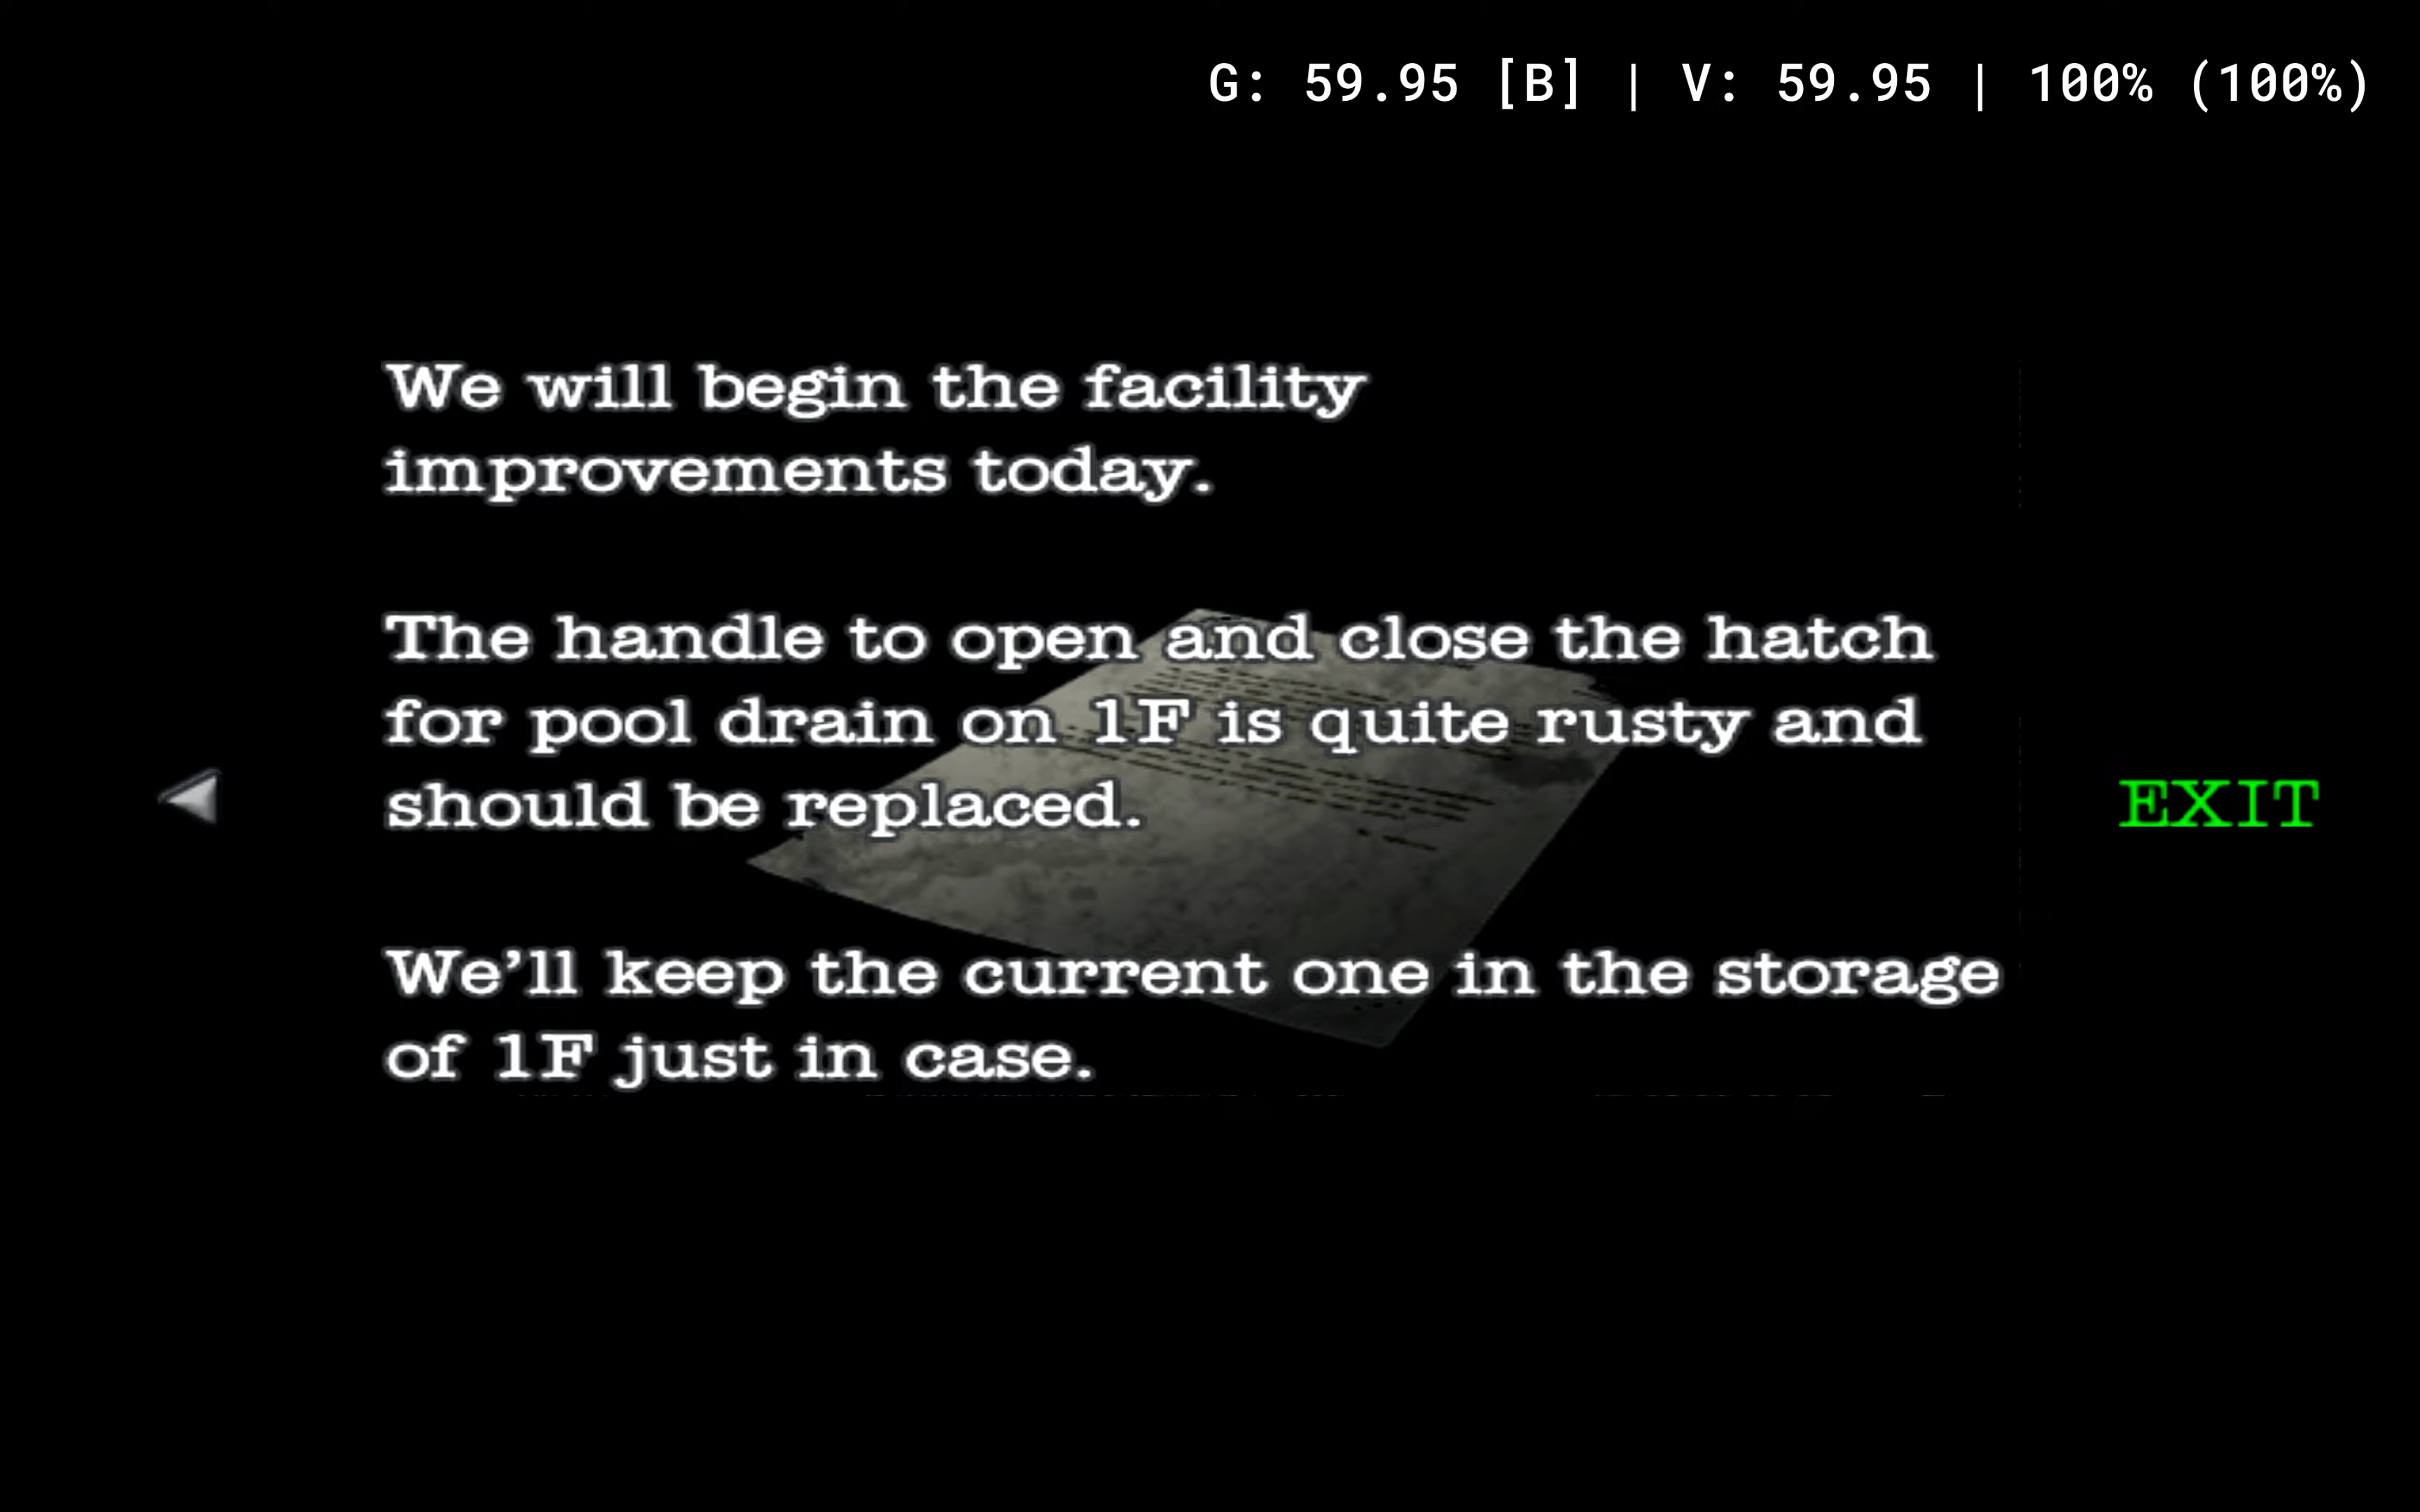 G: 59.95 [B] | V: 59.95 | 100% (100%)
We will begin the facility
improvements today.
The handle to open and close the hatch
for pool drain on 1F is quite rusty and
should be replaced.
EXIT
We’ll keep the current one in the storage
of 1F just in case.